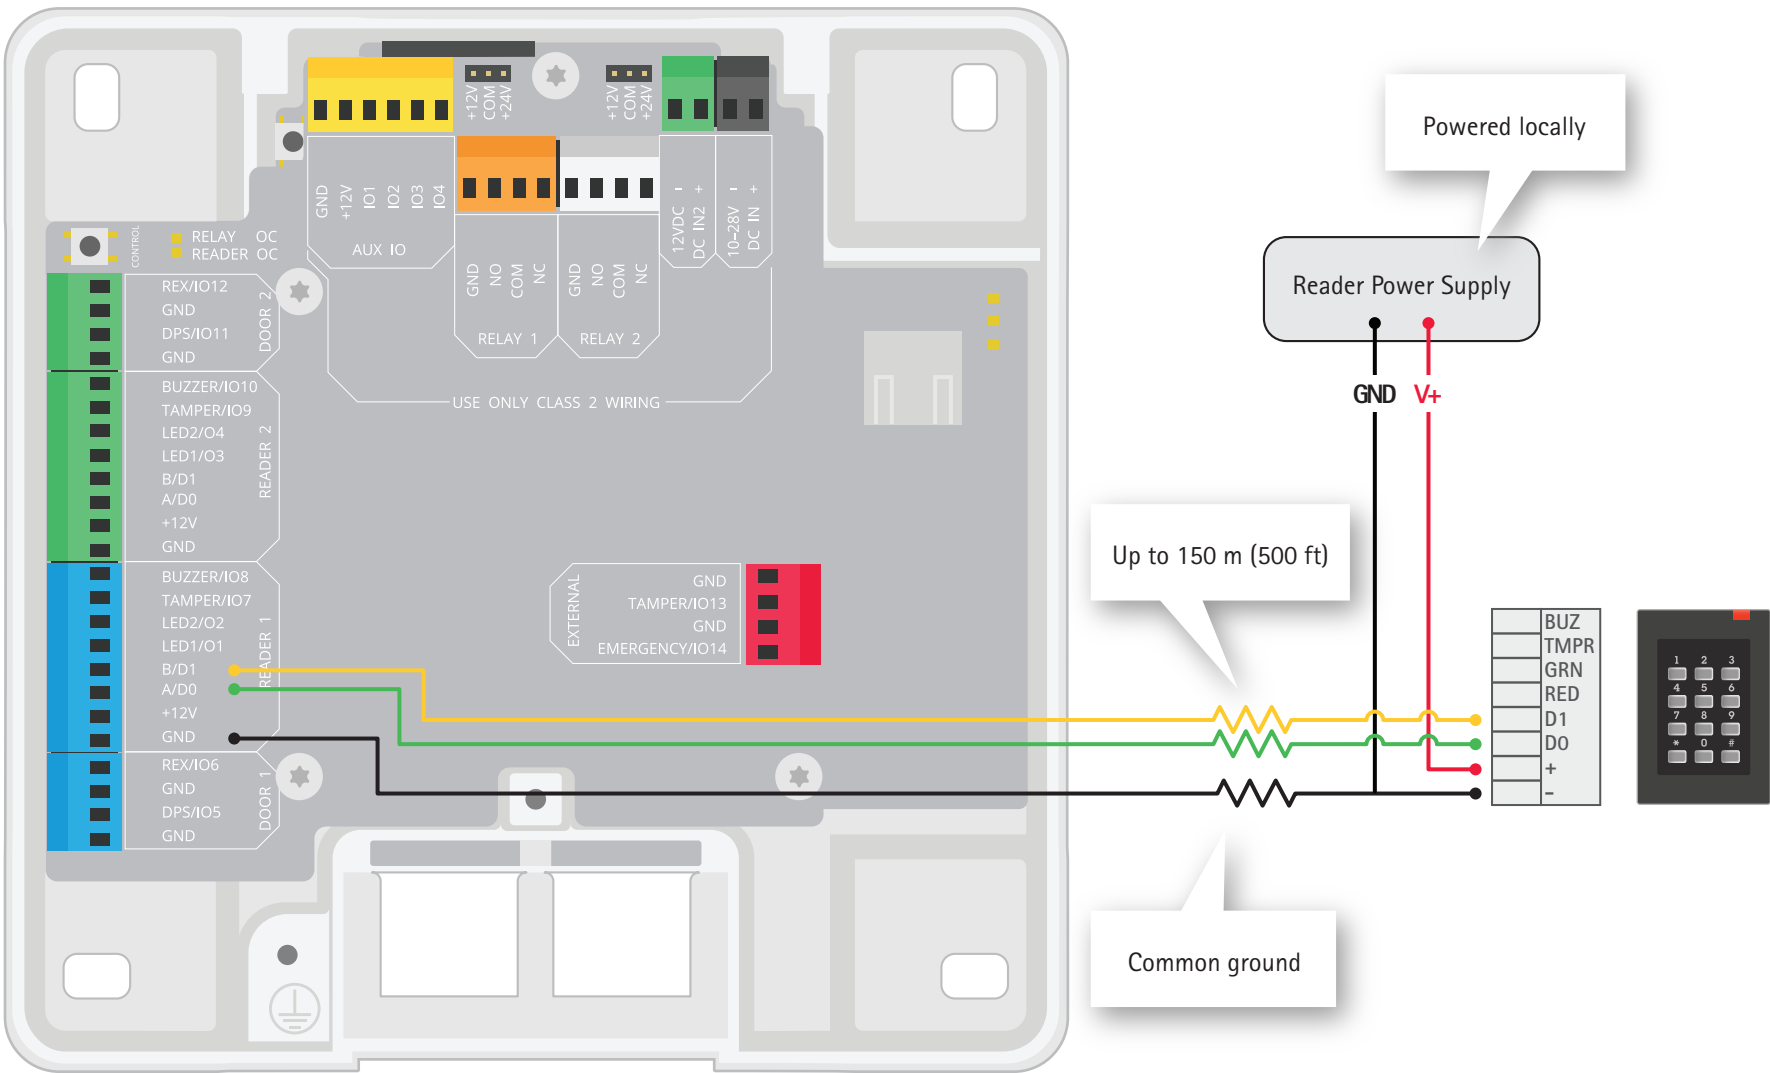 +12V
COM
+24V
+12V
COM
+24V
GND
+12V
IO1
IO2
IO3
IO4
AUX IO
12VDC -
DC IN2 +
10–28V -
DC IN +
CONTROL
RELAY OC
READER OC
GND
NO
COM
NC
RELAY 1
GND
NO
COM
NC
RELAY 2
USE ONLY CLASS 2 WIRING
REX/IO12
GND
DPS/IO11
GND
DOOR 2
BUZZER/IO10
TAMPER/IO9
LED2/O4
LED1/O3
B/D1
A/D0
+12V
GND
READER 2
BUZZER/IO8
TAMPER/IO7
LED2/O2
LED1/O1
B/D1
A/D0
+12V
GND
READER 1
REX/IO6
GND
DPS/IO5
GND
DOOR 1
EXTERNAL
GND
TAMPER/IO13
GND
EMERGENCY/IO14
Powered locally
Reader Power Supply
GND V+
Up to 150 m (500 ft)
Common ground
BUZ
TMPR
GRN
RED
D1
D0
+
-
1 2 3
4 5 6
7 8 9
* 0 #